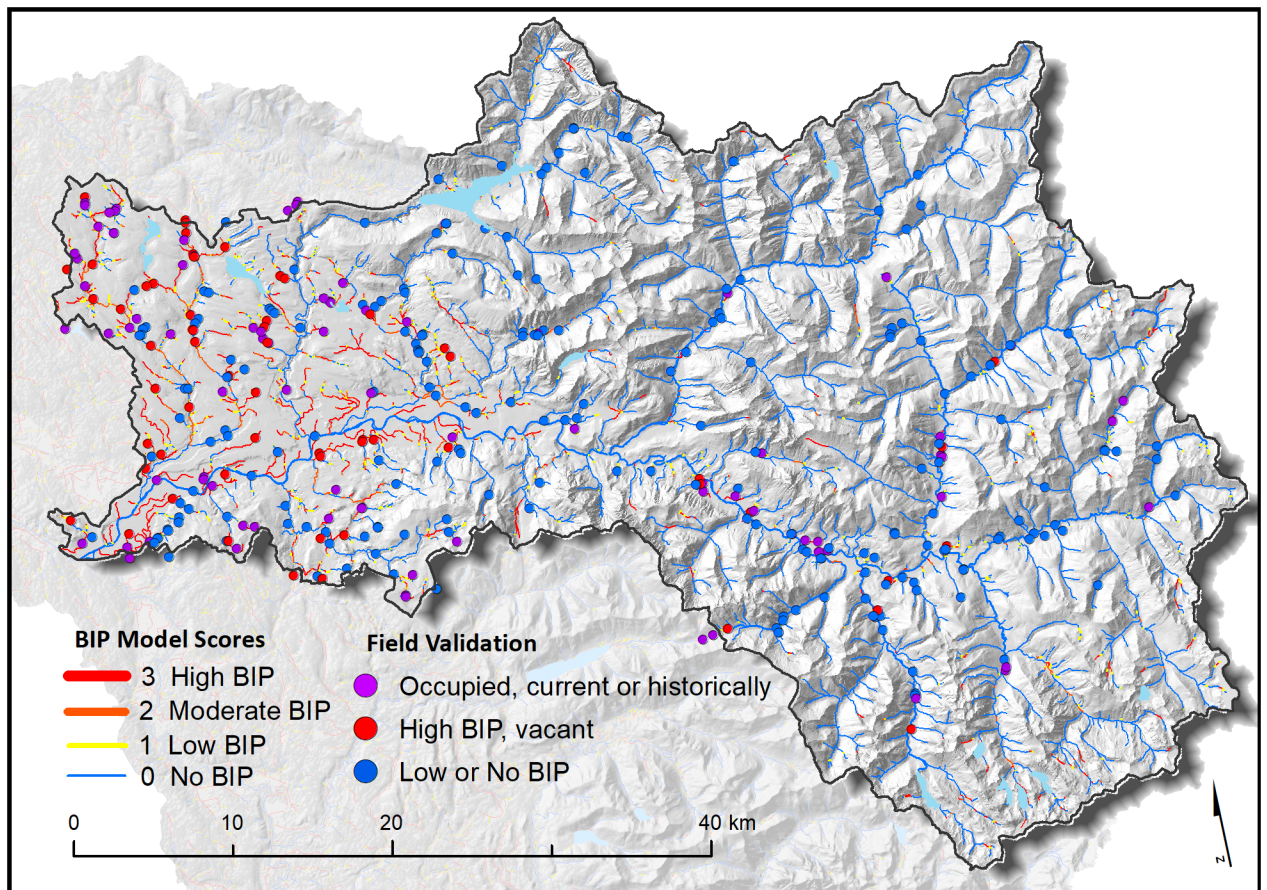 BIP Model Scores
3 High BIP
2 Moderate BIP
1 Low BIP
0 No BIP
Field Validation
Occupied, current or historically
High BIP, vacant
Low or No BIP
0 10 20 40 km
N